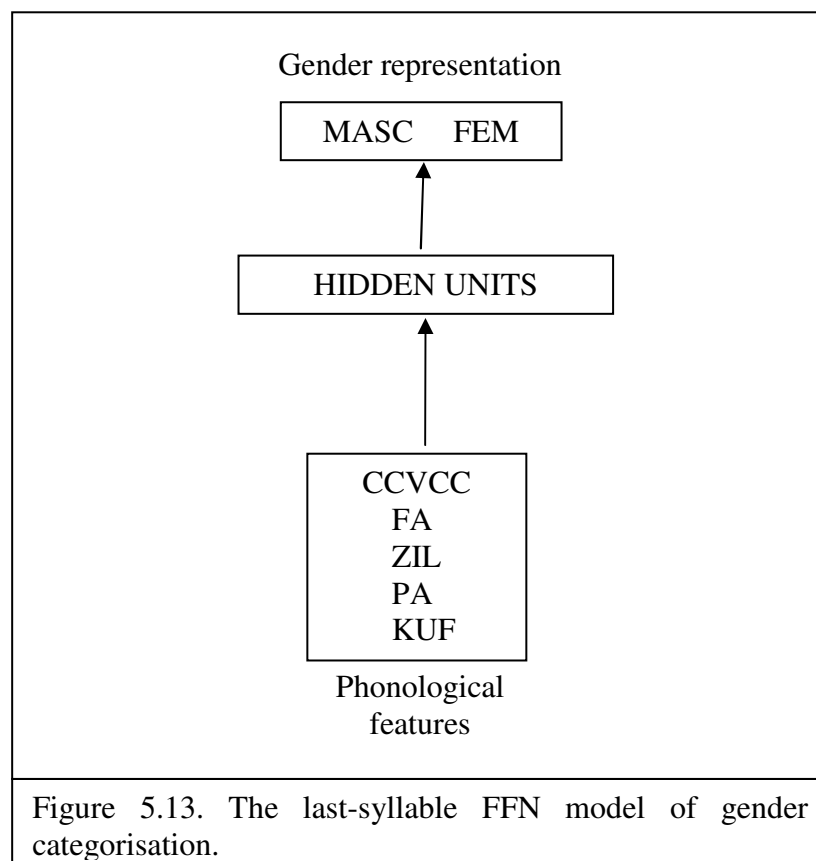 Gender representation
MASC FEM
HIDDEN UNITS
CCVCC
FA
ZIL
PA
KUF
Phonological
features
Figure 5.13. The last-syllable FFN model of gender
categorisation.